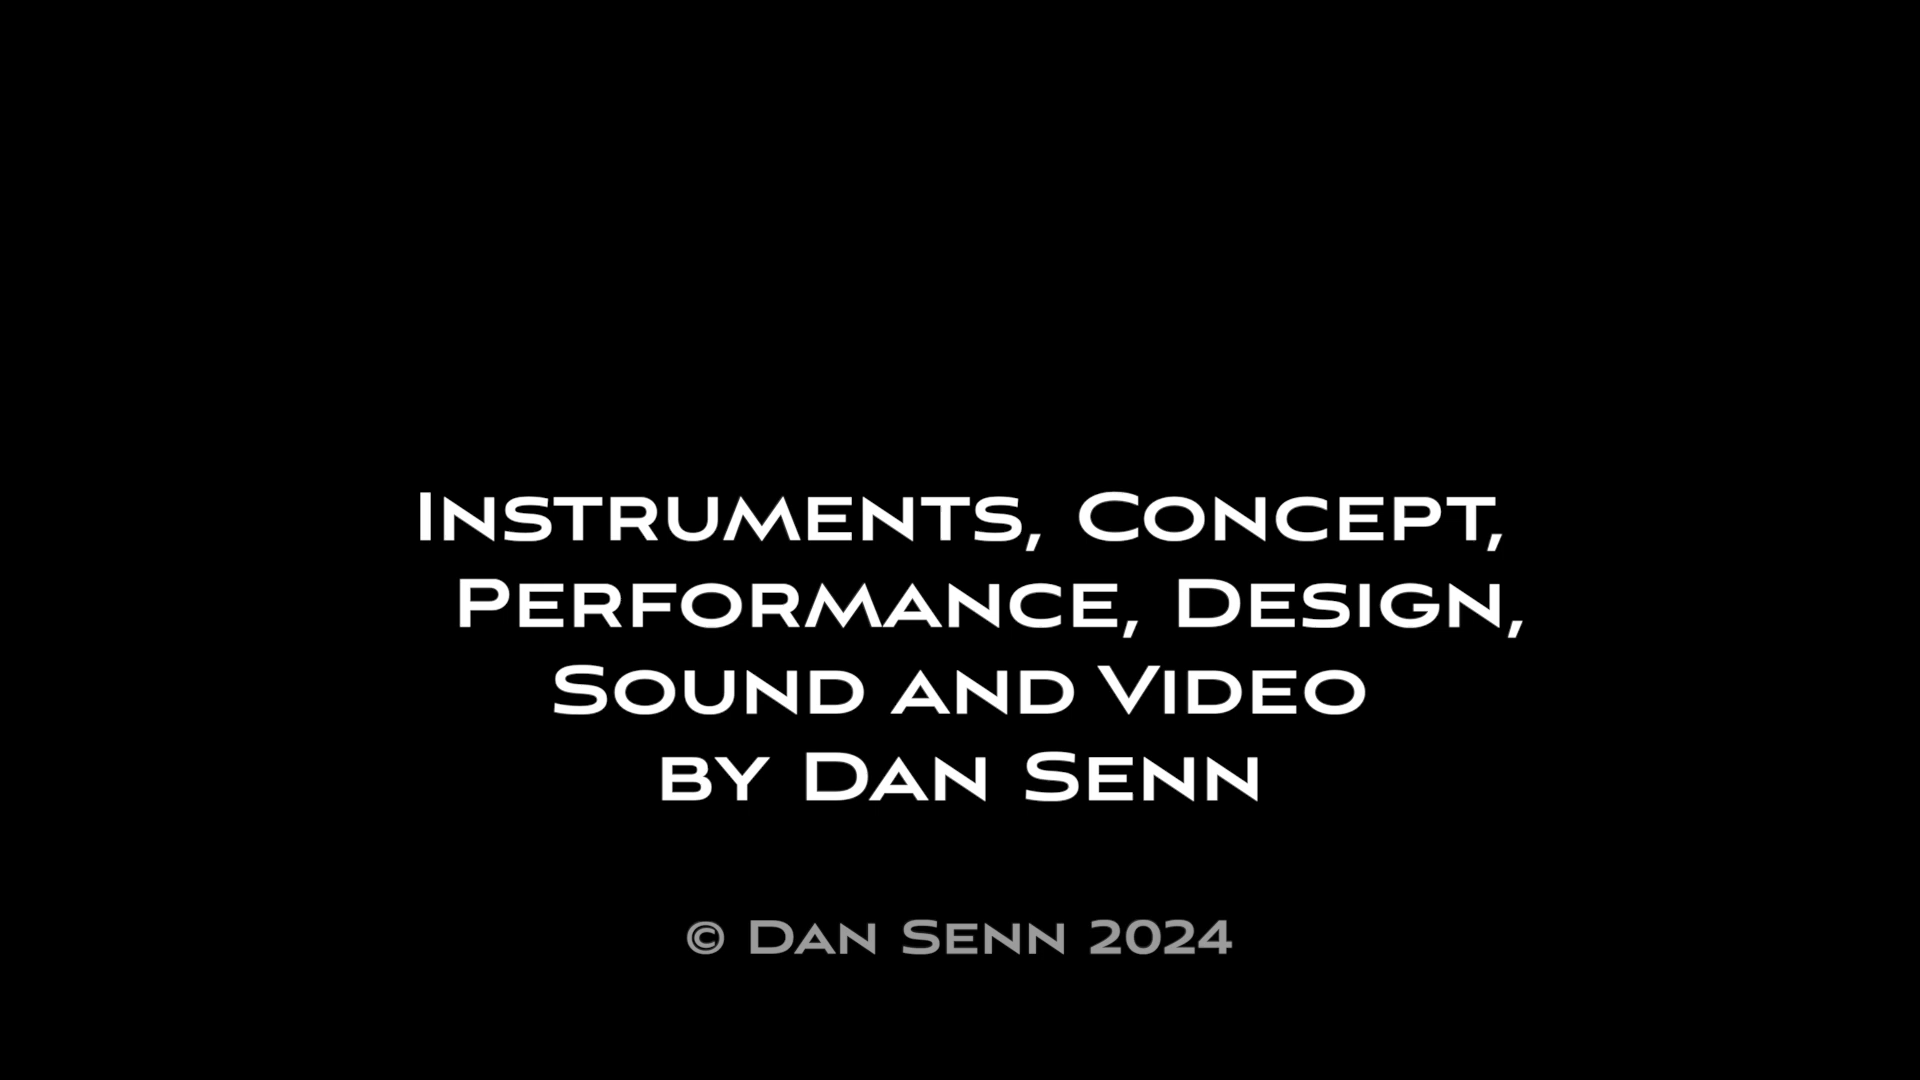 Instruments, Concept,
Performance, Design,
Sound and Video
by Dan Senn
© Dan Senn 2024